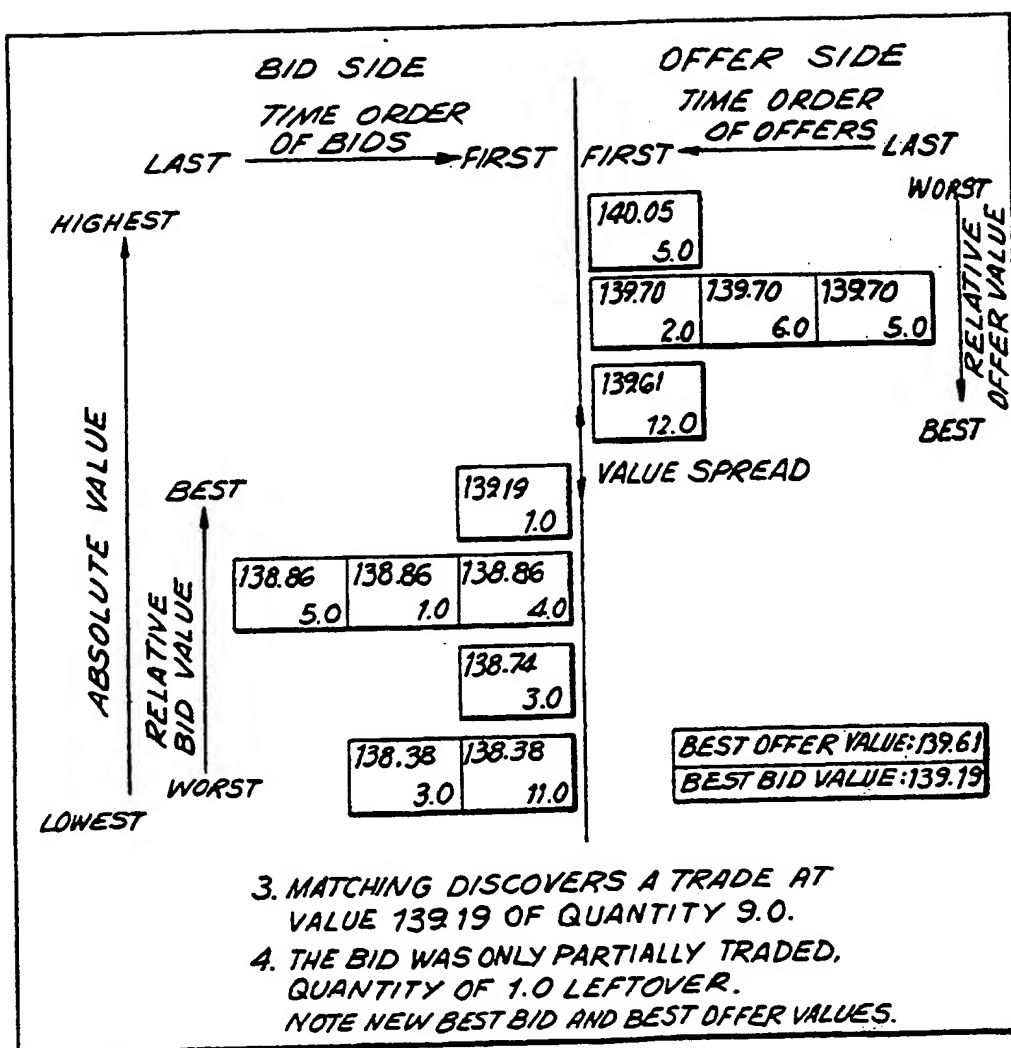 BID SIDE
OFFER SIDE
TIME ORDER
OF BIDS
TIME ORDER
OF OFFERS
LAST
FIRST
FIRST
LAST
HIGHEST
WORST
140.05
5.0
139.70 139.70 139.70
2.0 6.0 5.0
RELATIVE
OFFER VALUE
139.61
12.0
BEST
VALUE SPREAD
ABSOLUTE VALUE
BEST
139.19
1.0
138.86 138.86 138.86
5.0 1.0 4.0
RELATIVE
BID VALUE
138.74
3.0
138.38 138.38
3.0 11.0
WORST
LOWEST
BEST OFFER VALUE:139.61
BEST BID VALUE:139.19
3. MATCHING DISCOVERS A TRADE AT
VALUE 139.19 OF QUANTITY 9.0.
4. THE BID WAS ONLY PARTIALLY TRADED,
QUANTITY OF 1.0 LEFTOVER.
NOTE NEW BEST BID AND BEST OFFER VALUES.